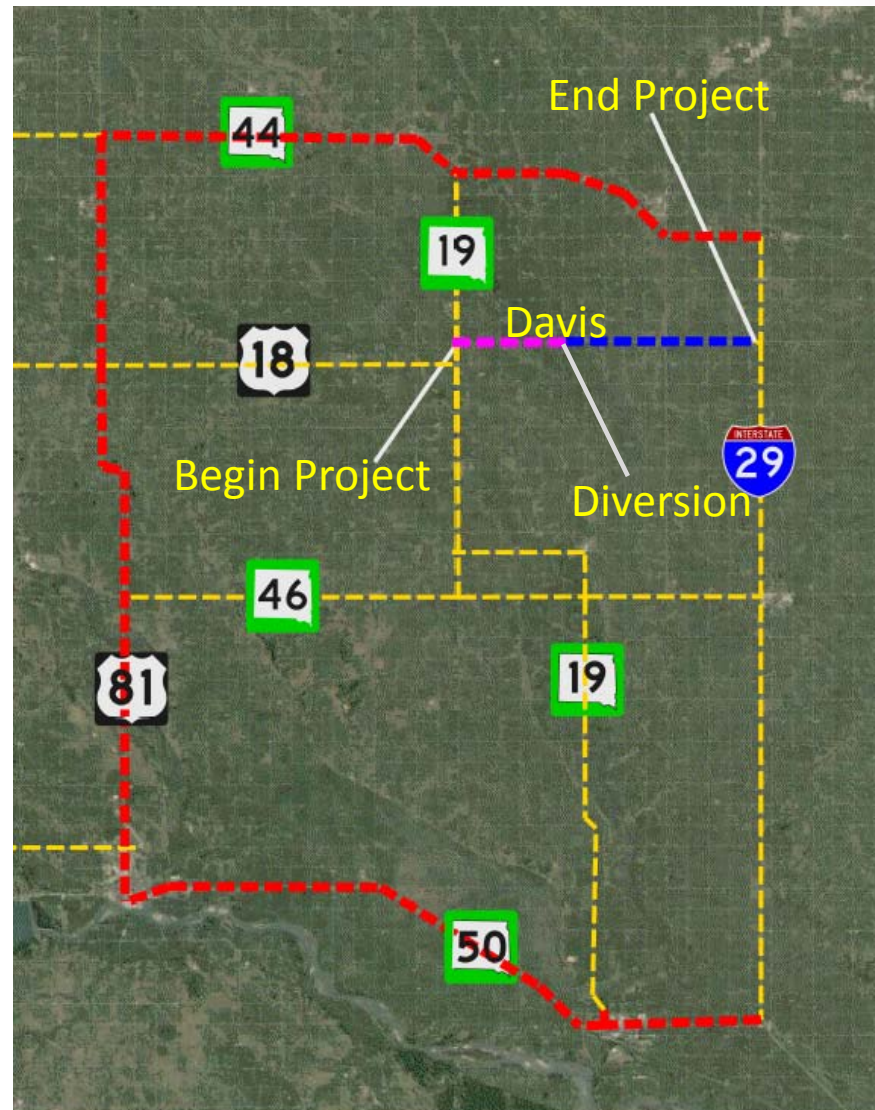 End Project
44
19
Davis
18
INTERSTATE
29
Begin Project
Diversion
46
19
81
50